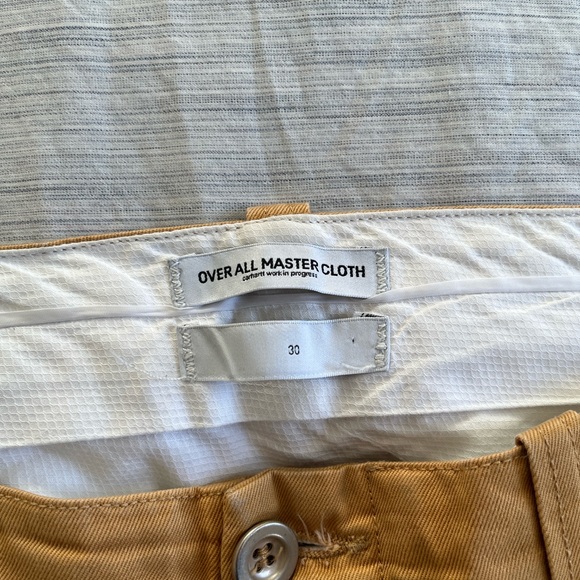 OVER ALL MASTER CLOTH
carhartt work in progress
30